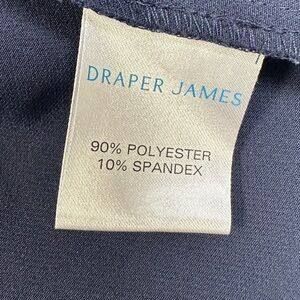 DRAPER JAMES
90% POLYESTER
10% SPANDEX